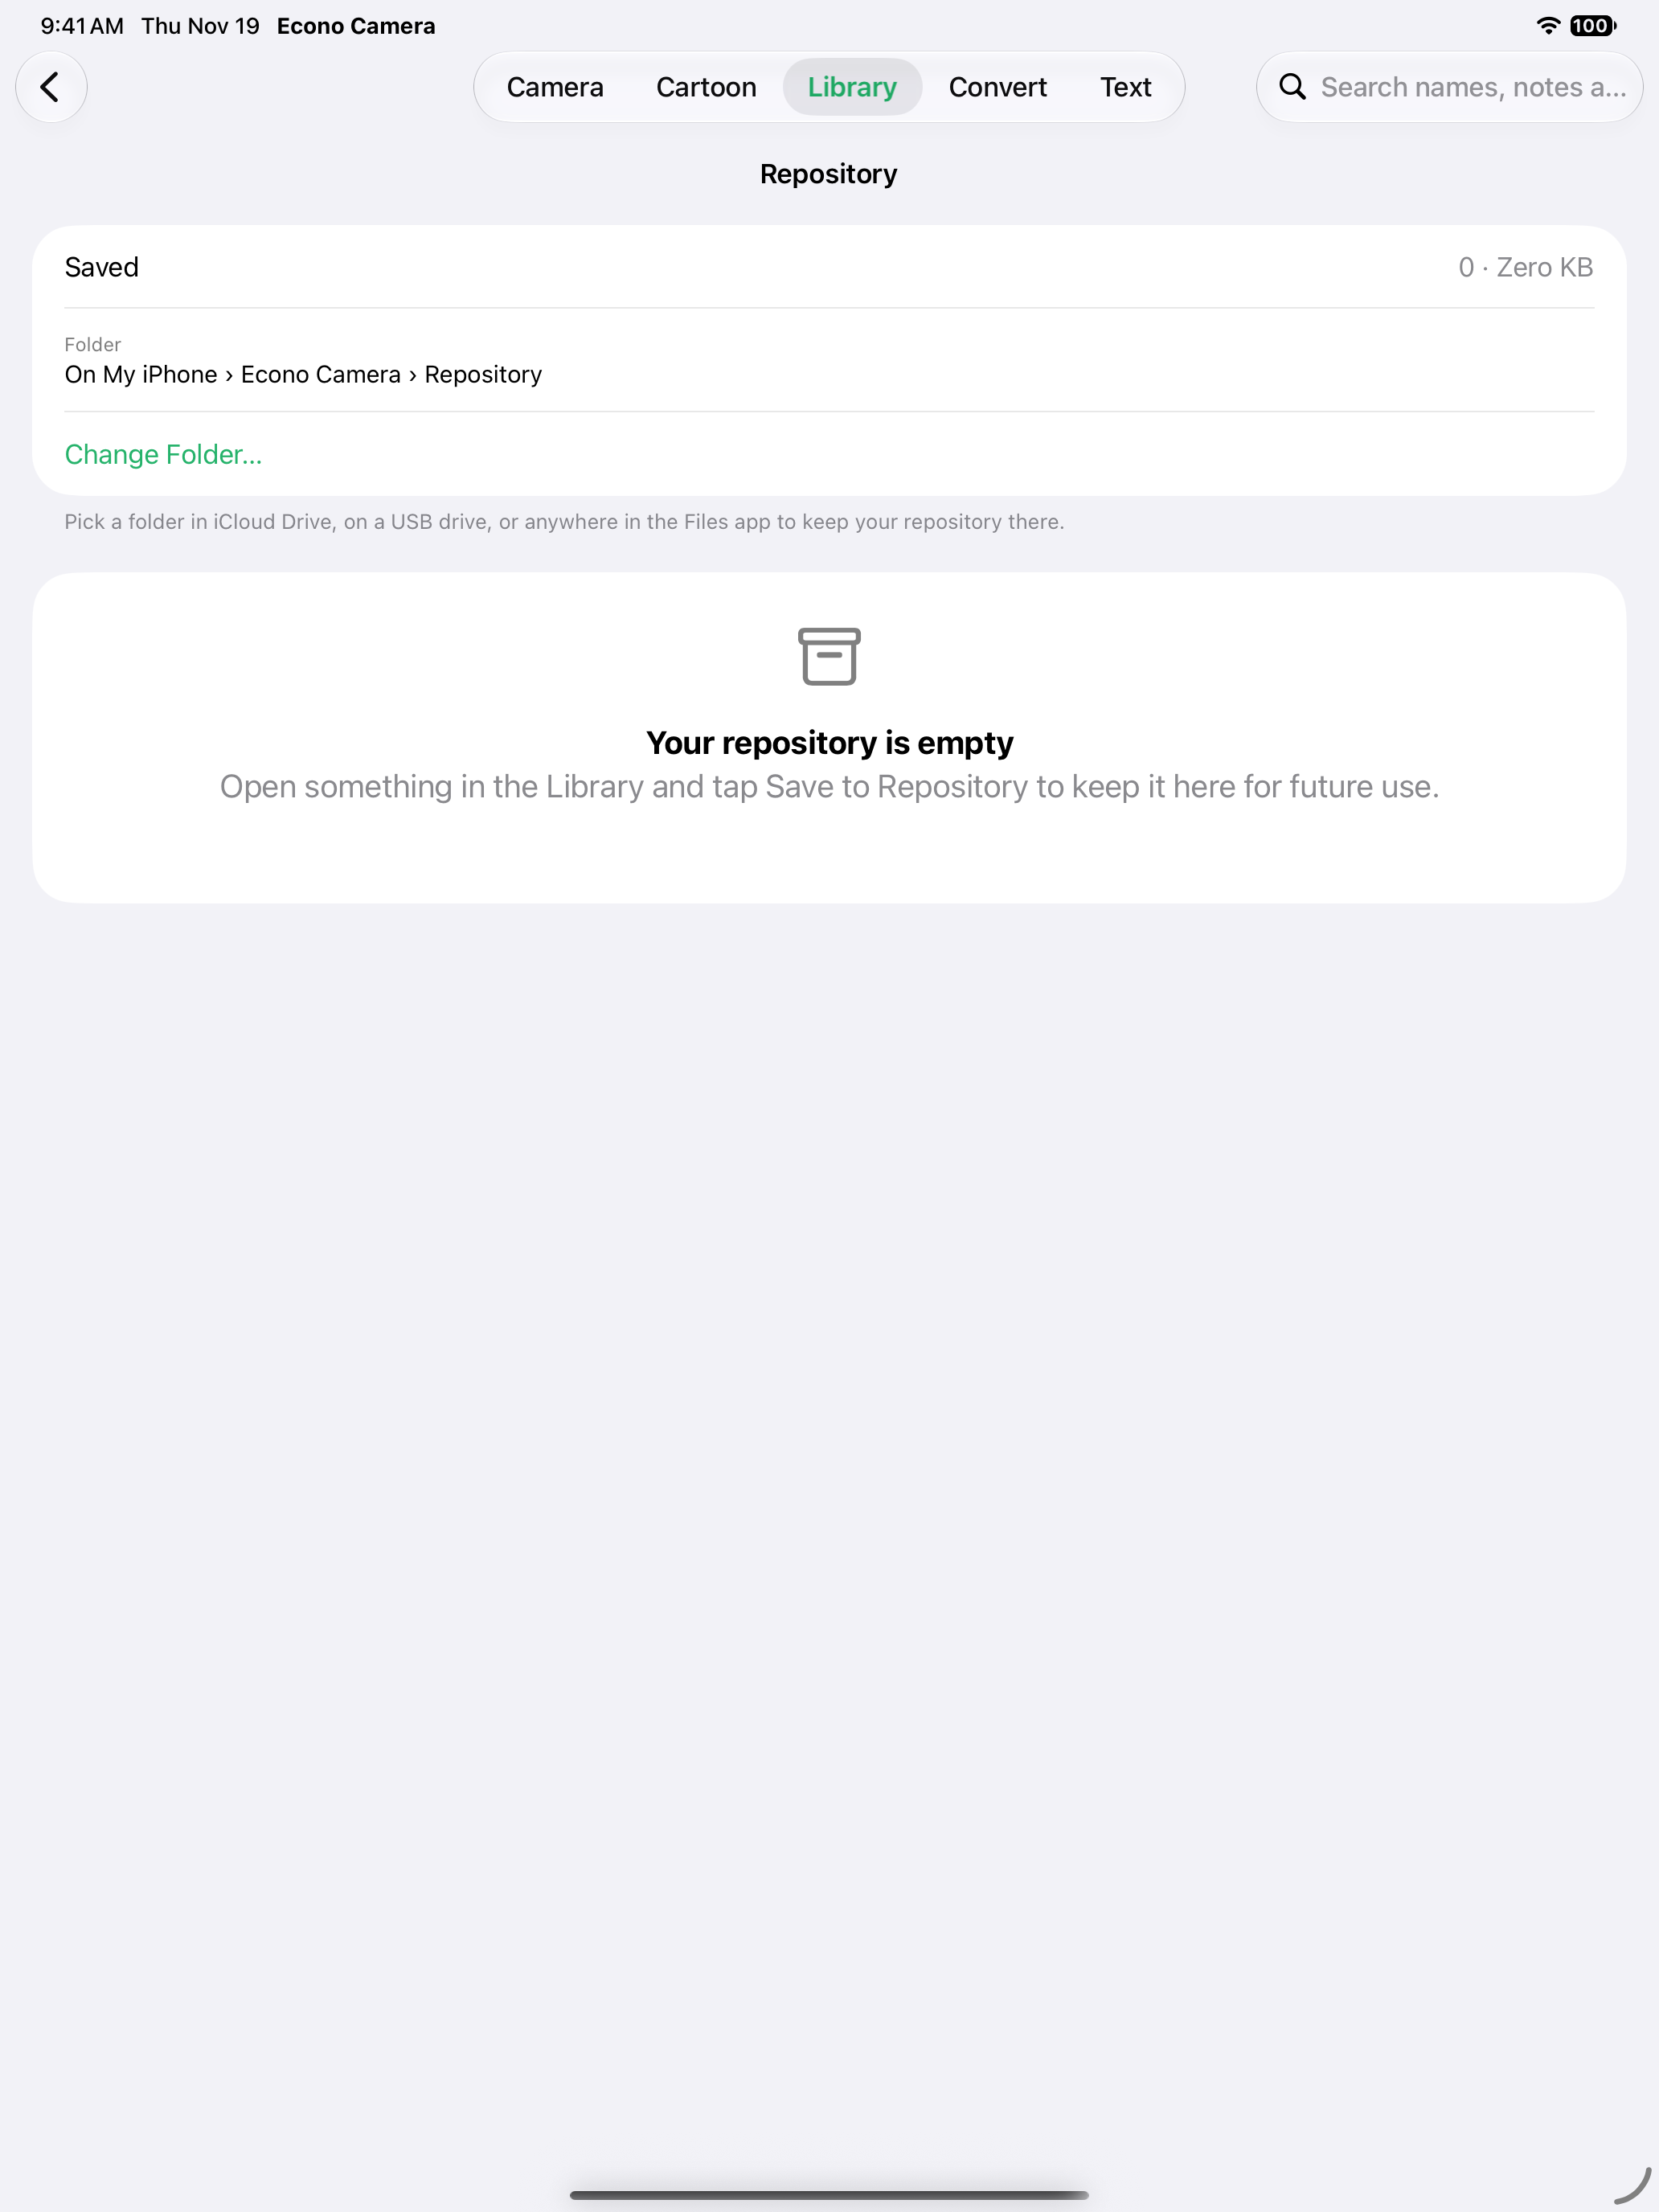 9:41 AM Thu Nov 19 Econo Camera
100
Camera Cartoon Library Convert Text
Search names, notes a...
Repository
Saved
0 · Zero KB
Folder
On My iPhone › Econo Camera › Repository
Change Folder...
Pick a folder in iCloud Drive, on a USB drive, or anywhere in the Files app to keep your repository there.
Your repository is empty
Open something in the Library and tap Save to Repository to keep it here for future use.